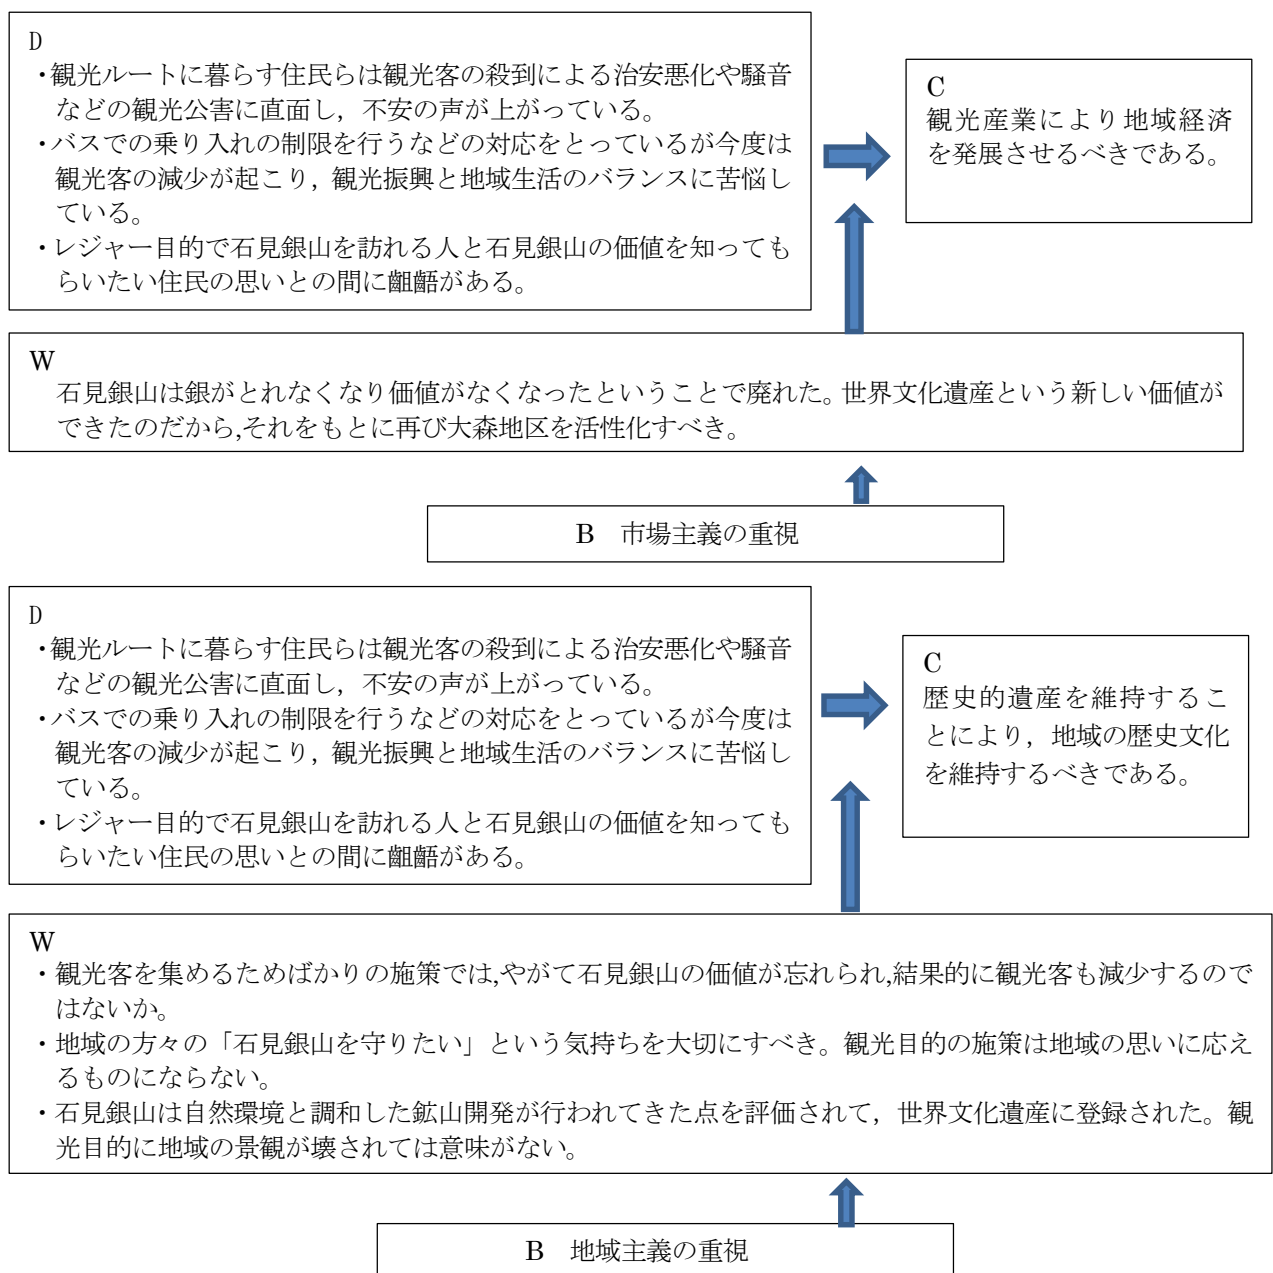 D
・観光ルートに暮らす住民らは観光客の殺到による治安悪化や騒音
などの観光公害に直面し，不安の声が上がっている。
・バスでの乗り入れの制限を行うなどの対応をとっているが今度は
観光客の減少が起こり，観光振興と地域生活のバランスに苦悩し
ている。
・レジャー目的で石見銀山を訪れる人と石見銀山の価値を知っても
らいたい住民の思いとの間に齟齬がある。
C
観光産業により地域経済
を発展させるべきである。
W
石見銀山は銀がとれなくなり価値がなくなったということで廃れた。世界文化遺産という新しい価値が
できたのだから,それをもとに再び大森地区を活性化すべき。
B　市場主義の重視
D
・観光ルートに暮らす住民らは観光客の殺到による治安悪化や騒音
などの観光公害に直面し，不安の声が上がっている。
・バスでの乗り入れの制限を行うなどの対応をとっているが今度は
観光客の減少が起こり，観光振興と地域生活のバランスに苦悩し
ている。
・レジャー目的で石見銀山を訪れる人と石見銀山の価値を知っても
らいたい住民の思いとの間に齟齬がある。
C
歴史的遺産を維持するこ
とにより，地域の歴史文化
を維持するべきである。
W
・観光客を集めるためばかりの施策では,やがて石見銀山の価値が忘れられ,結果的に観光客も減少するので
はないか。
・地域の方々の「石見銀山を守りたい」という気持ちを大切にすべき。観光目的の施策は地域の思いに応え
るものにならない。
・石見銀山は自然環境と調和した鉱山開発が行われてきた点を評価されて，世界文化遺産に登録された。観
光目的に地域の景観が壊されては意味がない。
B　地域主義の重視